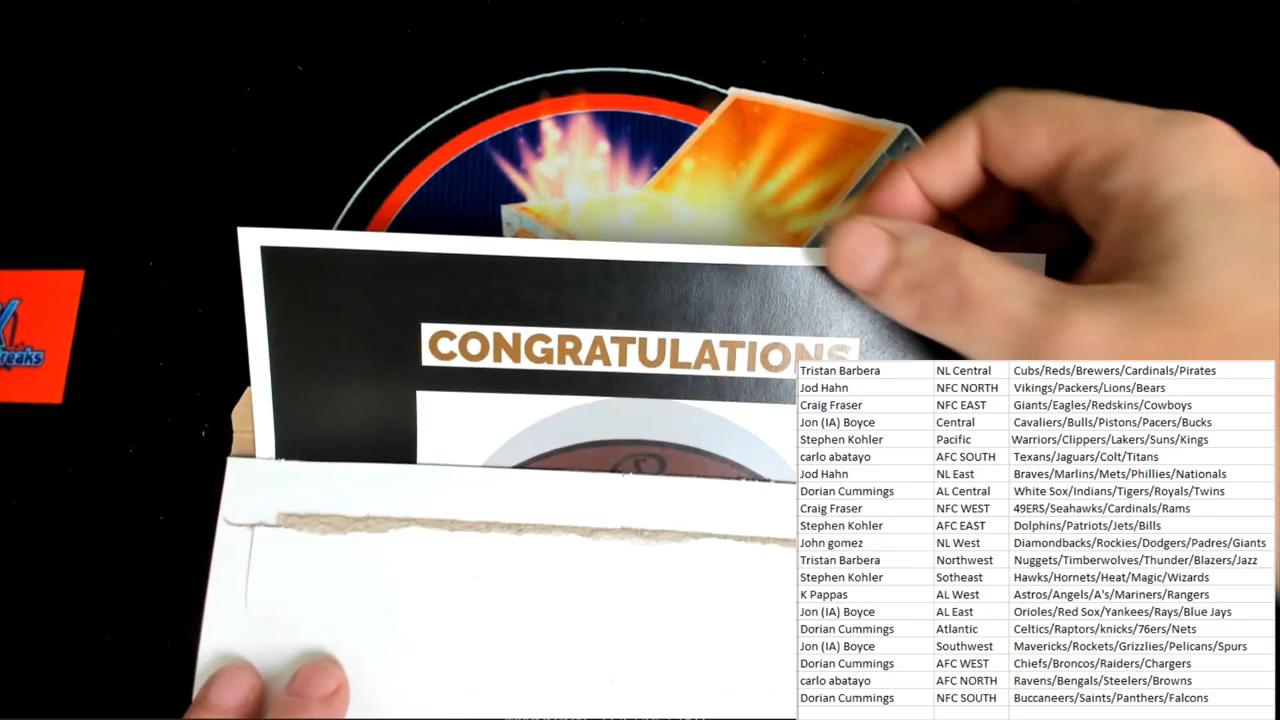 CONGRATULATIONS
reaks
Tristan Barbera NL Central Cubs/Reds/Brewers/Cardinals/Pirates
Jod Hahn NFC NORTH Vikings/Packers/Lions/Bears
Craig Fraser NFC EAST Giants/Eagles/Redskins/Cowboys
Jon (IA) Boyce Central Cavaliers/Bulls/Pistons/Pacers/Bucks
Stephen Kohler Pacific Warriors/Clippers/Lakers/Suns/Kings
carlo abatayo AFC SOUTH Texans/Jaguars/Colt/Titans
Jod Hahn NL East Braves/Marlins/Mets/Phillies/Nationals
Dorian Cummings AL Central White Sox/Indians/Tigers/Royals/Twins
Craig Fraser NFC WEST 49ERS/Seahawks/Cardinals/Rams
Stephen Kohler AFC EAST Dolphins/Patriots/Jets/Bills
John gomez NL West Diamondbacks/Rockies/Dodgers/Padres/Giants
Tristan Barbera Northwest Nuggets/Timberwolves/Thunder/Blazers/Jazz
Stephen Kohler Sotheast Hawks/Hornets/Heat/Magic/Wizards
K Pappas AL West Astros/Angels/A's/Mariners/Rangers
Jon (IA) Boyce AL East Orioles/Red Sox/Yankees/Rays/Blue Jays
Dorian Cummings Atlantic Celtics/Raptors/knicks/76ers/Nets
Jon (IA) Boyce Southwest Mavericks/Rockets/Grizzlies/Pelicans/Spurs
Dorian Cummings AFC WEST Chiefs/Broncos/Raiders/Chargers
carlo abatayo AFC NORTH Ravens/Bengals/Steelers/Browns
Dorian Cummings NFC SOUTH Buccaneers/Saints/Panthers/Falcons